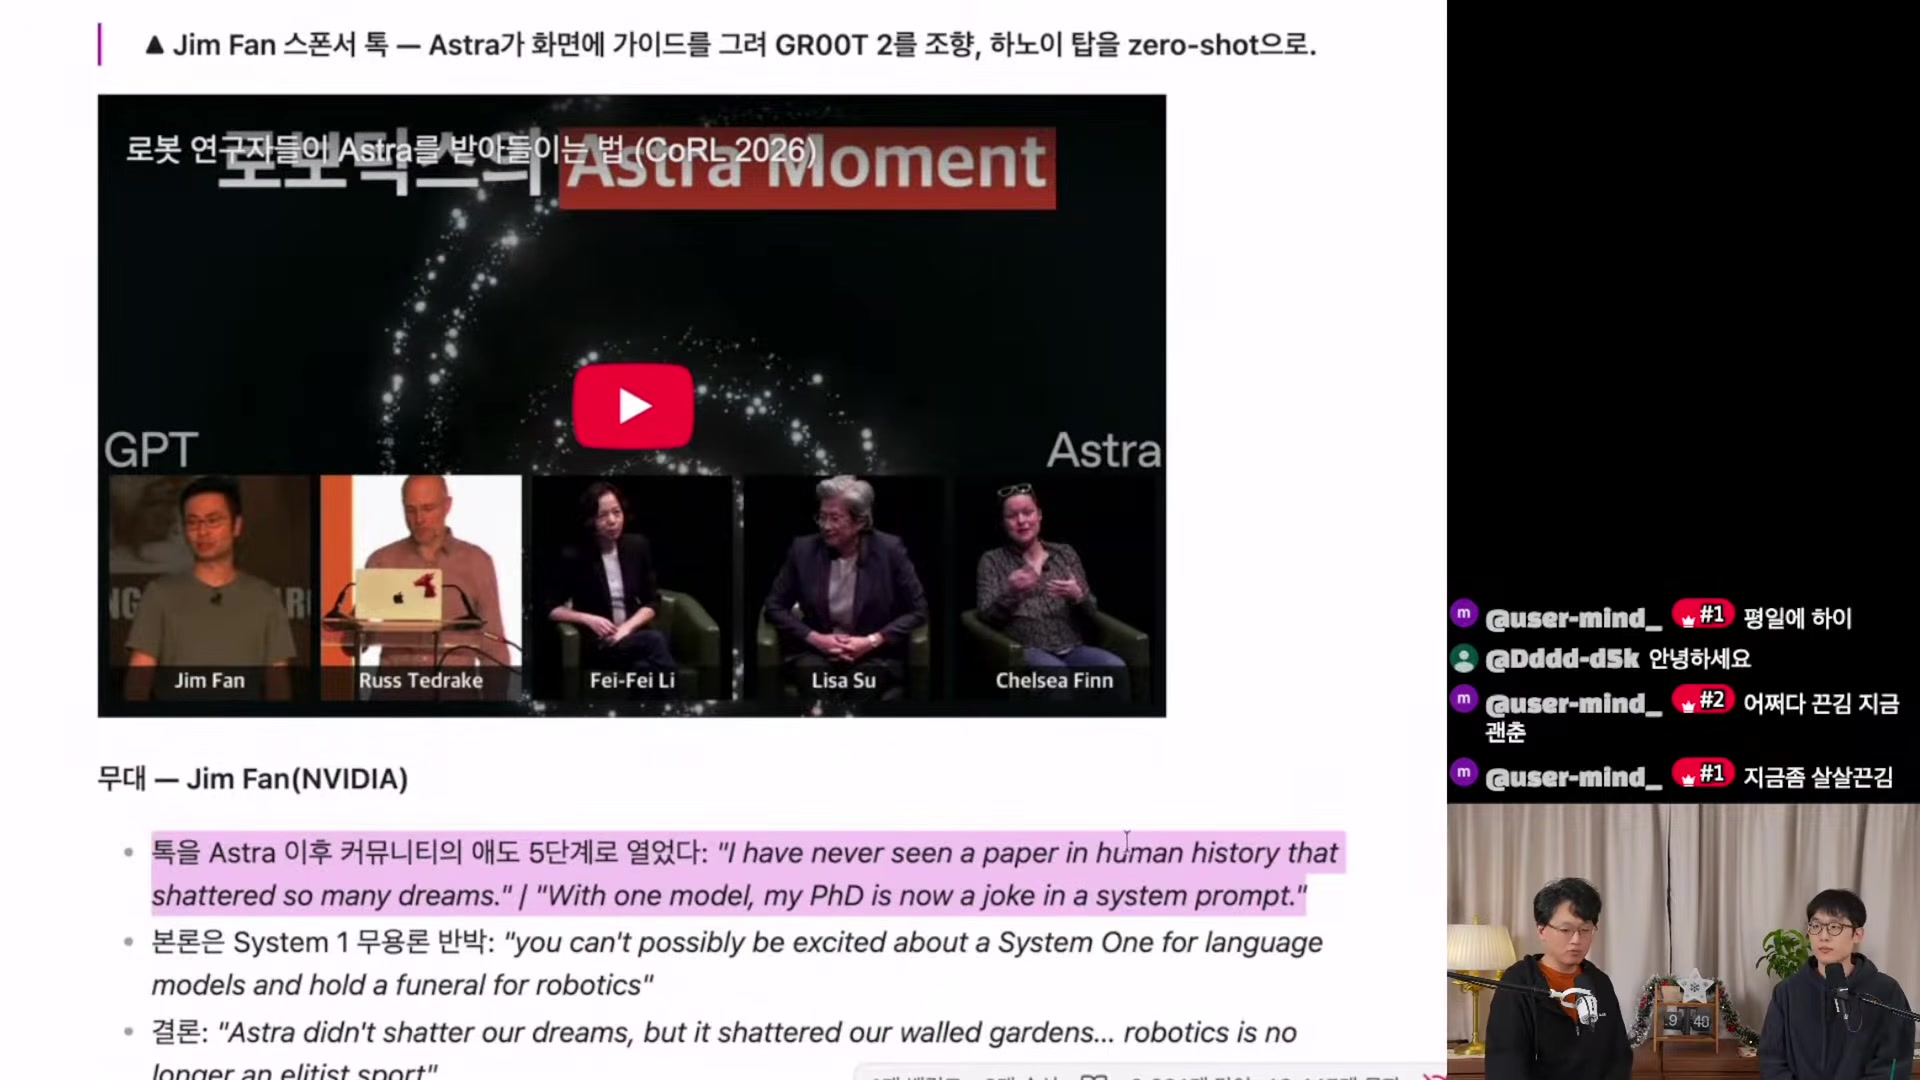 ▲ Jim Fan 스폰서 톡 — Astra가 화면에 가이드를 그려 GR00T 2를 조향, 하노이 탑을 zero-shot으로.
로봇 연구자들이 Astra를 받아들이는 법 (CoRL 2026)
로보틱스의 Astra Moment
GPT
Astra
Jim Fan
Russ Tedrake
Fei-Fei Li
Lisa Su
Chelsea Finn
무대 — Jim Fan(NVIDIA)
• 톡을 Astra 이후 커뮤니티의 애도 5단계로 열었다: "I have never seen a paper in human history that
shattered so many dreams." | "With one model, my PhD is now a joke in a system prompt."
• 본론은 System 1 무용론 반박: "you can't possibly be excited about a System One for language
models and hold a funeral for robotics"
• 결론: "Astra didn't shatter our dreams, but it shattered our walled gardens... robotics is no
longer an elitist sport"
m @user-mind_ #1 평일에 하이
@Dddd-d5k 안녕하세요
m @user-mind_ #2 어쩌다 끈김 지금
괜춘
m @user-mind_ #1 지금좀 살살끈김
9 40